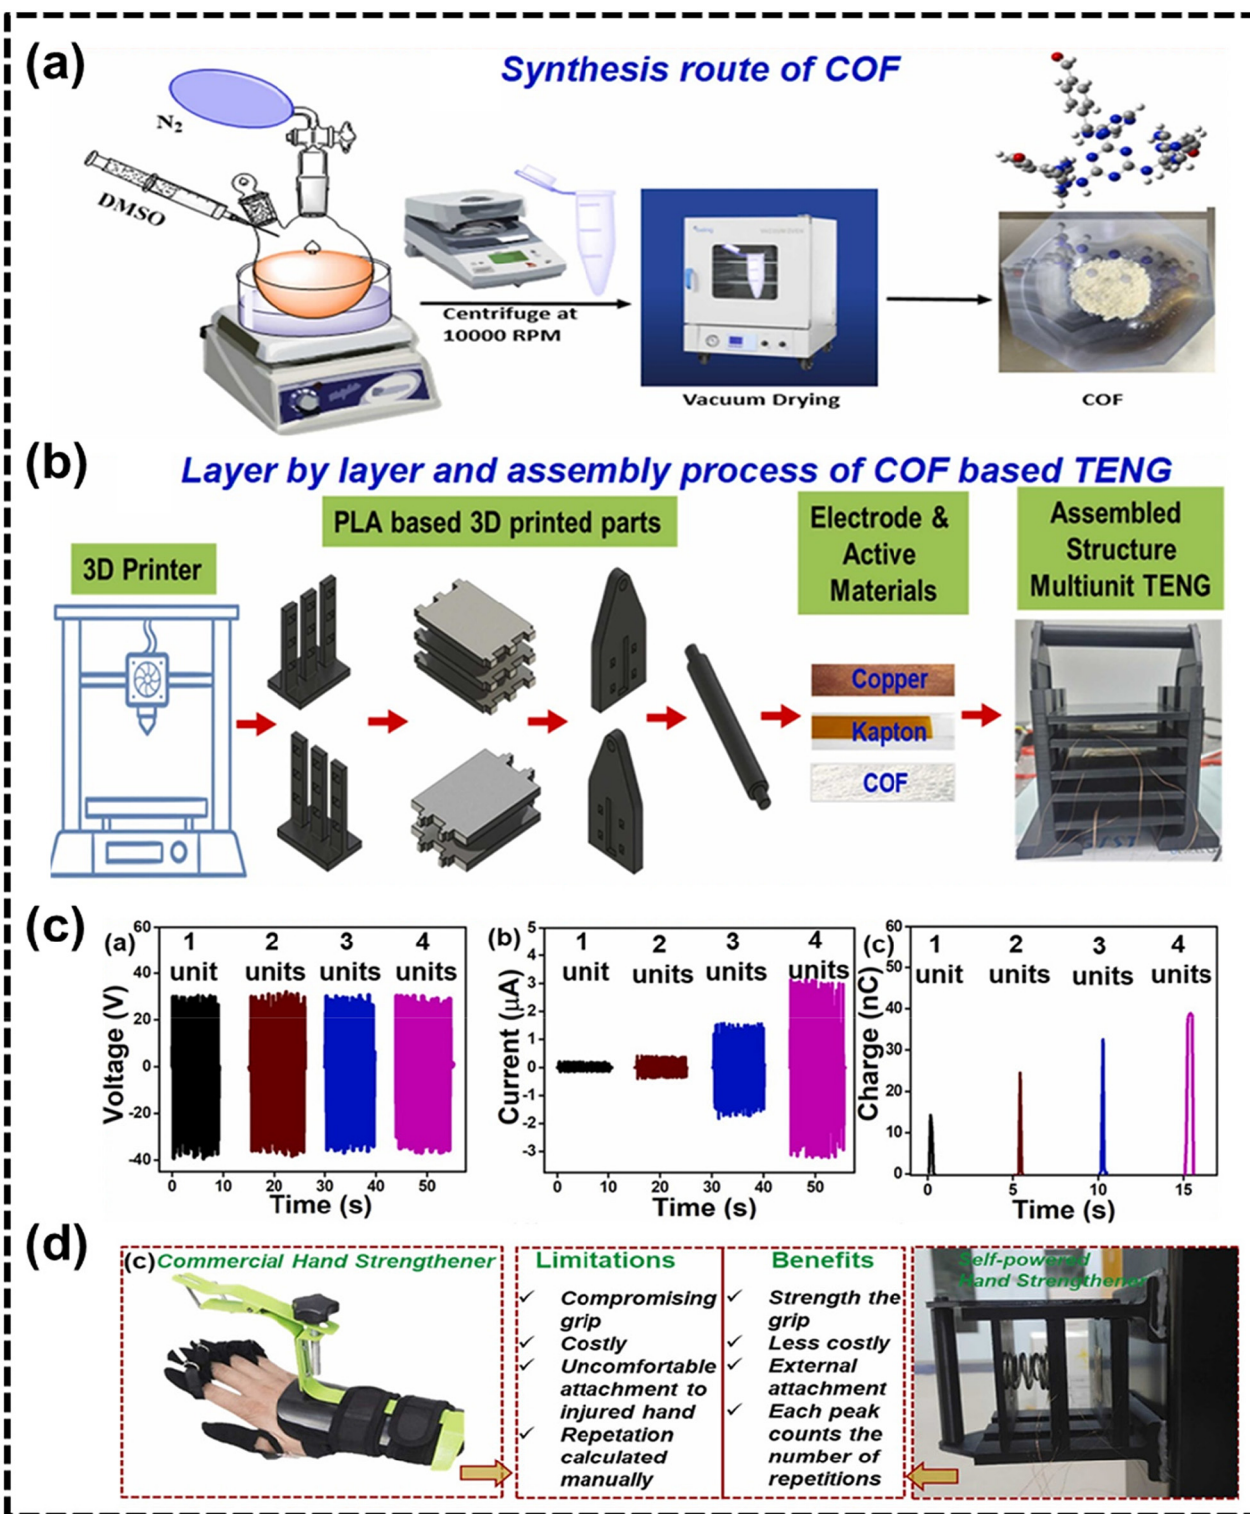 (a)
Synthesis route of COF
N₂
DMSO
Centrifuge at
10000 RPM
Vacuum Drying
COF
(b)
Layer by layer and assembly process of COF based TENG
3D Printer
PLA based 3D printed parts
Electrode &
Active
Materials
Assembled
Structure
Multiunit TENG
Copper
Kapton
COF
(c)
(a)
1
unit
2
units
3
units
4
units
Voltage (V)
60
40
20
0
-20
-40
0
10
20
30
40
50
Time (s)
(b)
1
unit
2
units
3
units
4
units
Current (μA)
5
4
3
2
1
0
-1
-2
-3
0
10
20
30
40
50
Time (s)
(c)
1
unit
2
units
3
units
4
units
Charge (nC)
60
50
40
30
20
10
0
0
5
10
15
Time (s)
(d)
(c) Commercial Hand Strengthener
Limitations
✓ Compromising
grip
✓ Costly
✓ Uncomfortable
attachment to
injured hand
✓ Repetation
calculated
manually
Benefits
✓ Strength the
grip
✓ Less costly
✓ External
attachment
✓ Each peak
counts the
number of
repetitions
Self-powered
Hand Strengthener